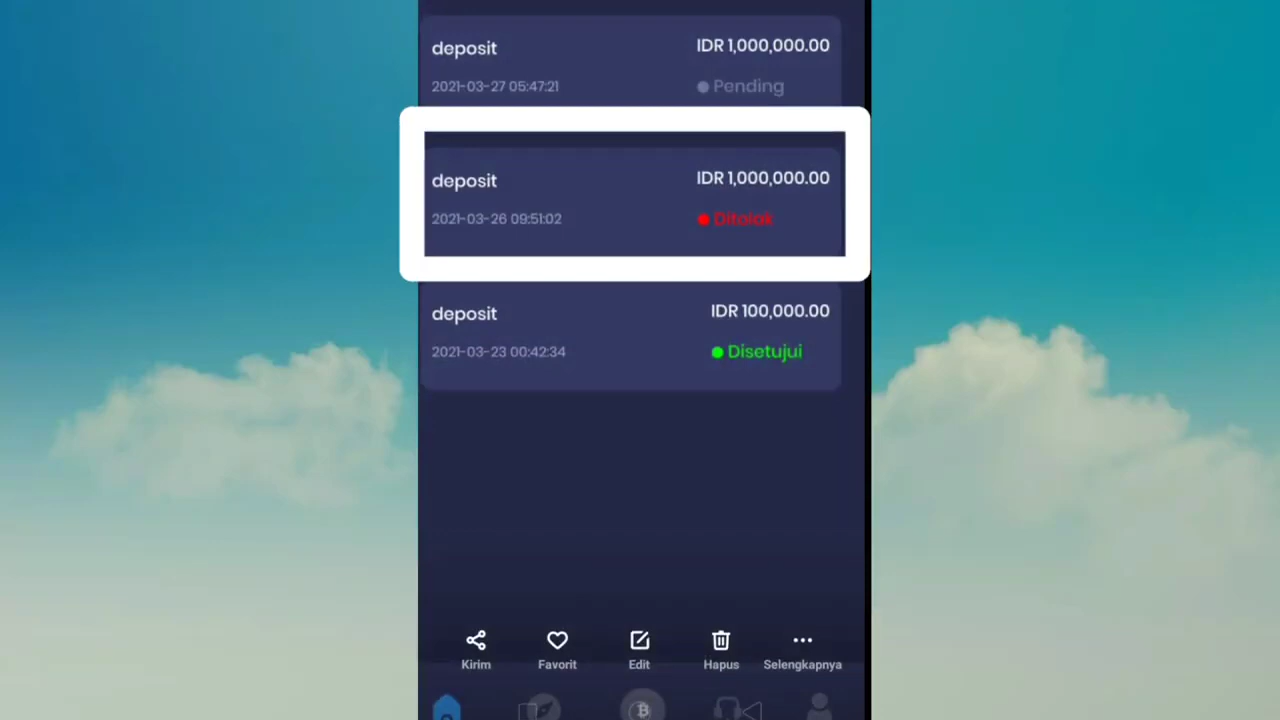 deposit IDR 1,000,000.00
2021-03-27 05:47:21 Pending
deposit IDR 1,000,000.00
2021-03-26 09:51:02 Ditolak
deposit IDR 100,000.00
2021-03-23 00:42:34 Disetujui
Kirim Favorit Edit Hapus Selengkapnya